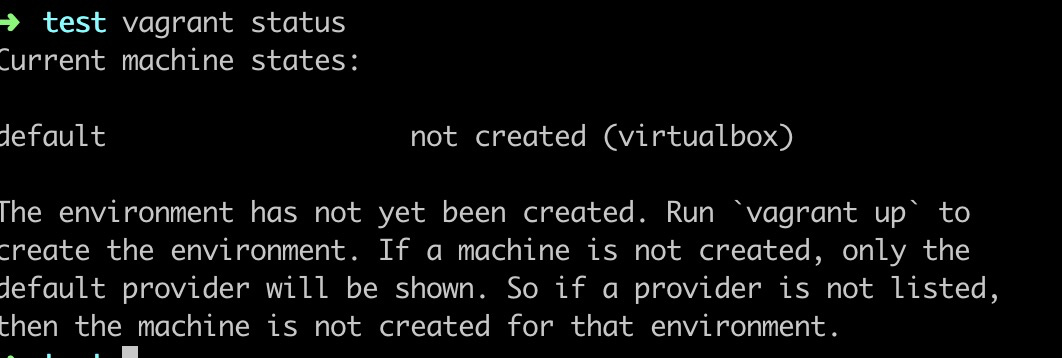 ➜ test vagrant status
Current machine states:
default not created (virtualbox)
The environment has not yet been created. Run `vagrant up` to
create the environment. If a machine is not created, only the
default provider will be shown. So if a provider is not listed,
then the machine is not created for that environment.